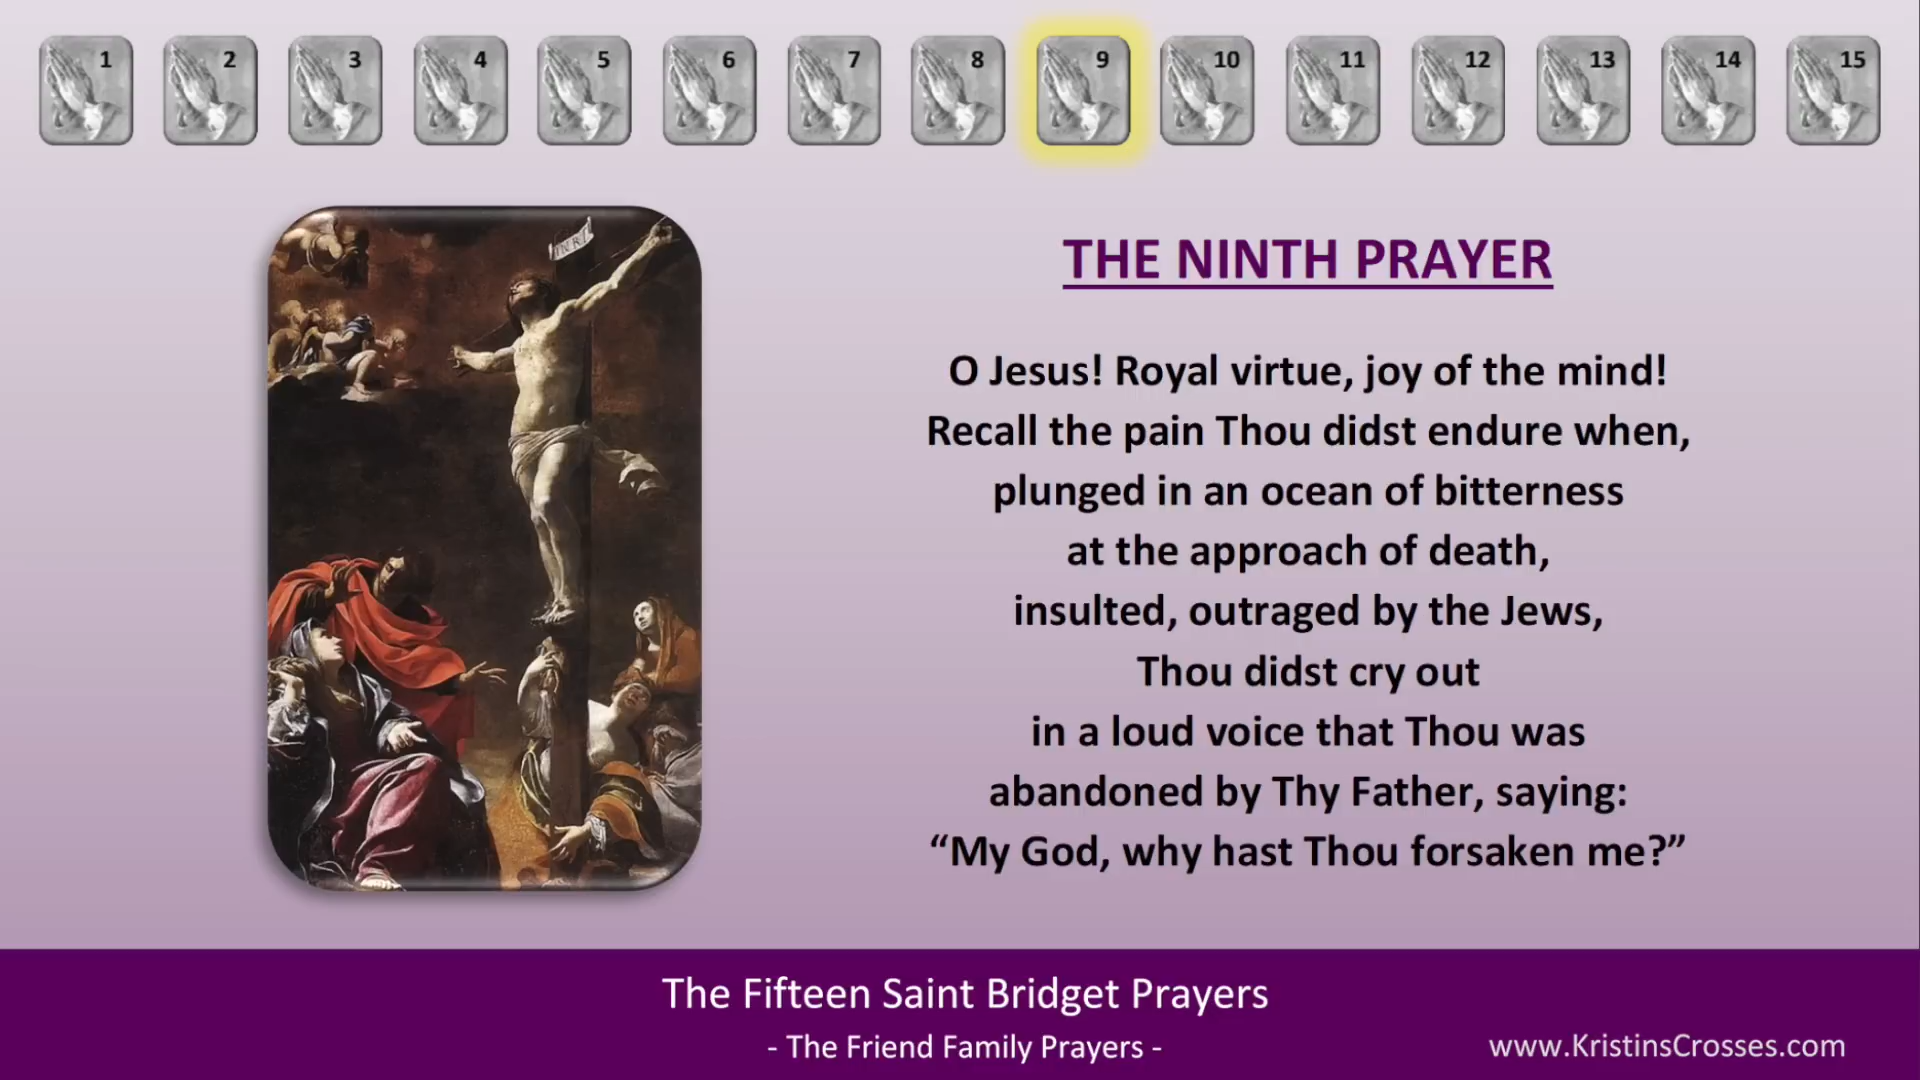 1 2 3 4 5 6 7 8 9 10 11 12 13 14 15
INRI
THE NINTH PRAYER
O Jesus! Royal virtue, joy of the mind!
Recall the pain Thou didst endure when,
plunged in an ocean of bitterness
at the approach of death,
insulted, outraged by the Jews,
Thou didst cry out
in a loud voice that Thou was
abandoned by Thy Father, saying:
“My God, why hast Thou forsaken me?”
The Fifteen Saint Bridget Prayers
- The Friend Family Prayers -
www.KristinsCrosses.com